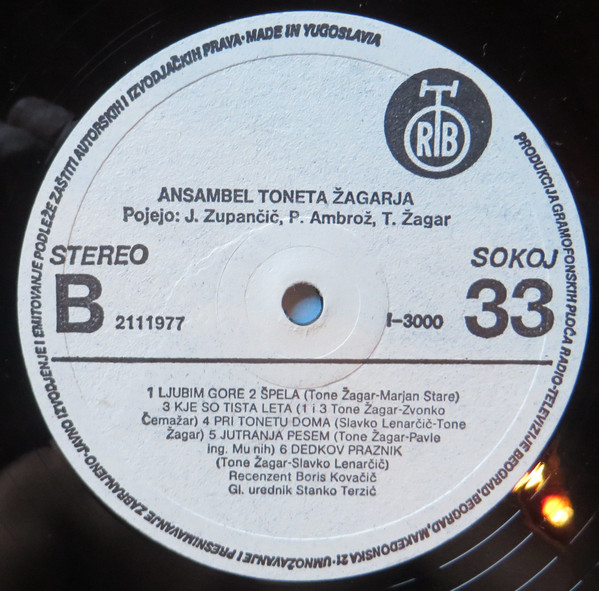 PRODUKCIJA GRAMOFONSKIH PLOČA RADIO-TELEVIZIJE BEOGRAD, BEOGRAD, MAKEDONSKA 21 · UMNOŽAVANJE I PRESNIMAVANJE ZABRANJENO · JAVNO IZVODJENJE I EMITOVANJE PODLEŽE ZAŠTITI AUTORSKIH I IZVODJAČKIH PRAVA · MADE IN YUGOSLAVIA
RTB
ANSAMBEL TONETA ŽAGARJA
Pojejo: J. Zupančič, P. Ambrož, T. Žagar
STEREO SOKOJ
B 2111977 I-3000 33
1 LJUBIM GORE 2 ŠPELA (Tone Žagar-Marjan Stare)
3 KJE SO TISTA LETA (1 i 3 Tone Žagar-Zvonko
Čemažar) 4 PRI TONETU DOMA (Slavko Lenarčič-Tone
Žagar) 5 JUTRANJA PESEM (Tone Žagar-Pavle
ing. Mu nih) 6 DEDKOV PRAZNIK
(Tone Žagar-Slavko Lenarčič)
Recenzent Boris Kovačič
Gl. urednik Stanko Terzić